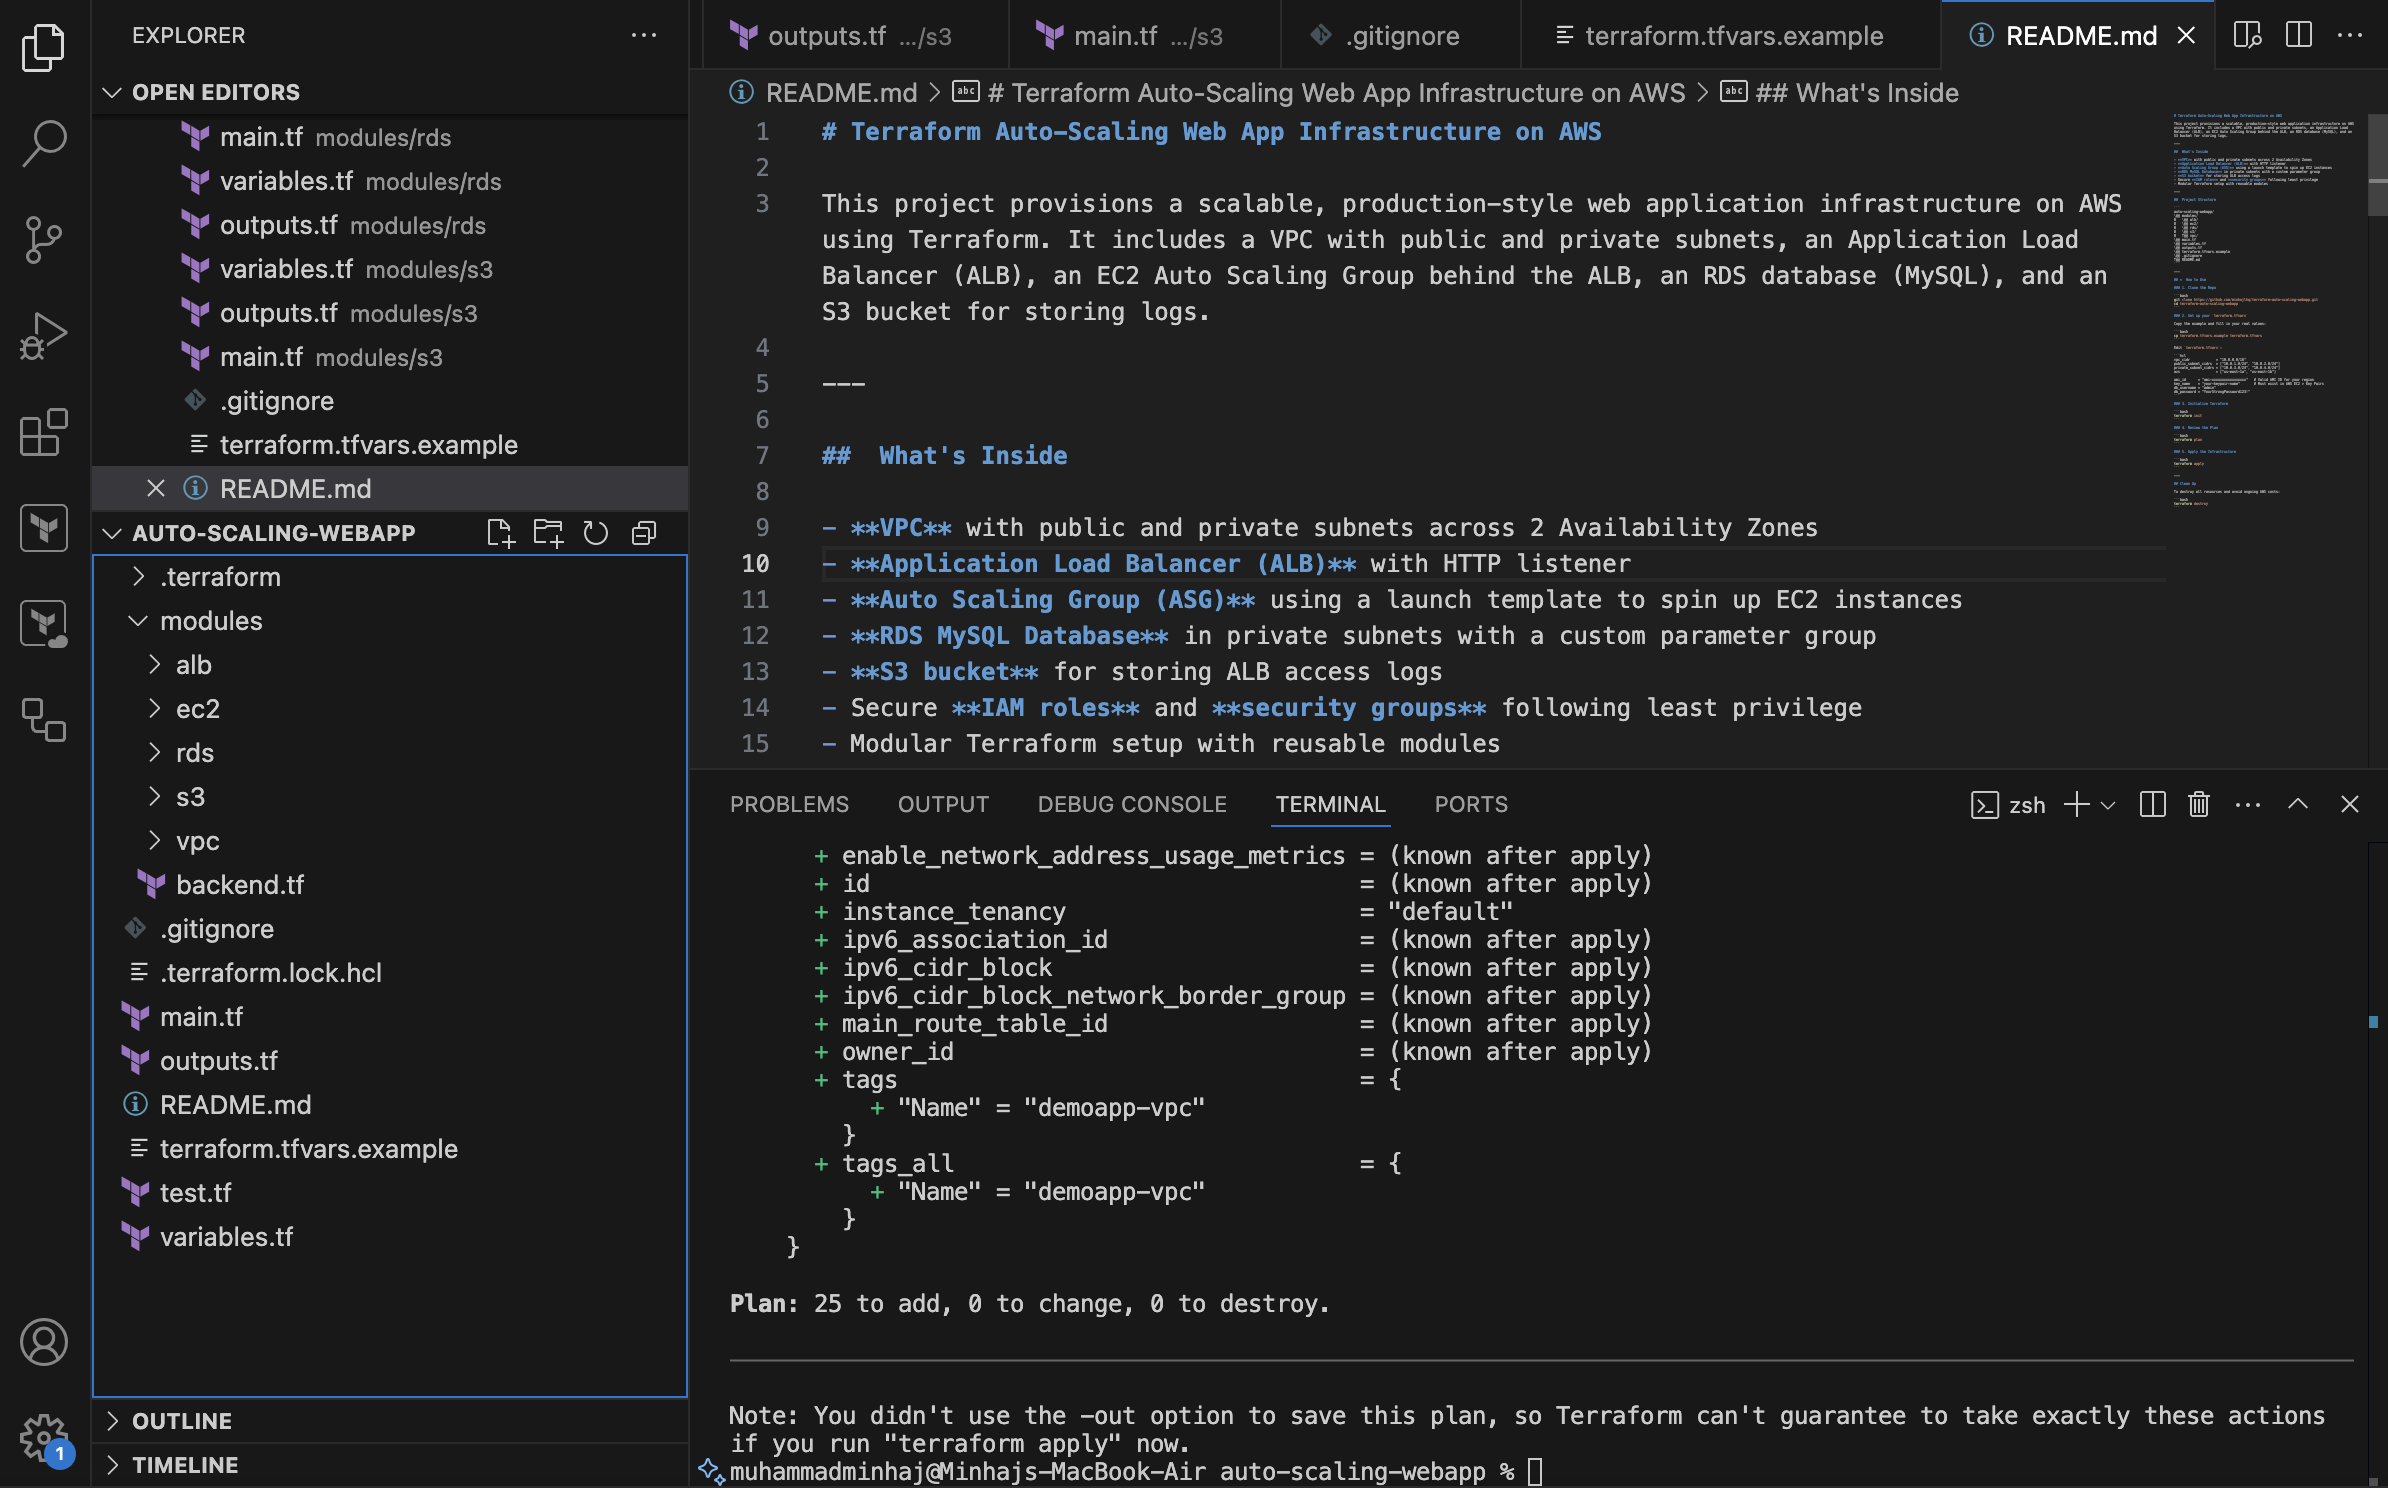 EXPLORER
OPEN EDITORS
main.tf modules/rds
variables.tf modules/rds
outputs.tf modules/rds
variables.tf modules/s3
outputs.tf modules/s3
main.tf modules/s3
.gitignore
terraform.tfvars.example
README.md
AUTO-SCALING-WEBAPP
.terraform
modules
alb
ec2
rds
s3
vpc
backend.tf
.gitignore
.terraform.lock.hcl
main.tf
outputs.tf
README.md
terraform.tfvars.example
test.tf
variables.tf
OUTLINE
TIMELINE
1
outputs.tf .../s3
main.tf .../s3
.gitignore
terraform.tfvars.example
README.md
README.md > # Terraform Auto-Scaling Web App Infrastructure on AWS > ## What's Inside
1 # Terraform Auto-Scaling Web App Infrastructure on AWS
2
3 This project provisions a scalable, production-style web application infrastructure on AWS
using Terraform. It includes a VPC with public and private subnets, an Application Load
Balancer (ALB), an EC2 Auto Scaling Group behind the ALB, an RDS database (MySQL), and an
S3 bucket for storing logs.
4
5 ---
6
7 ##  What's Inside
8
9 - **VPC** with public and private subnets across 2 Availability Zones
10 - **Application Load Balancer (ALB)** with HTTP listener
11 - **Auto Scaling Group (ASG)** using a launch template to spin up EC2 instances
12 - **RDS MySQL Database** in private subnets with a custom parameter group
13 - **S3 bucket** for storing ALB access logs
14 - Secure **IAM roles** and **security groups** following least privilege
15 - Modular Terraform setup with reusable modules
PROBLEMS OUTPUT DEBUG CONSOLE TERMINAL PORTS
zsh
+ enable_network_address_usage_metrics = (known after apply)
+ id = (known after apply)
+ instance_tenancy = "default"
+ ipv6_association_id = (known after apply)
+ ipv6_cidr_block = (known after apply)
+ ipv6_cidr_block_network_border_group = (known after apply)
+ main_route_table_id = (known after apply)
+ owner_id = (known after apply)
+ tags = {
+ "Name" = "demoapp-vpc"
}
+ tags_all = {
+ "Name" = "demoapp-vpc"
}
}
Plan: 25 to add, 0 to change, 0 to destroy.
Note: You didn't use the -out option to save this plan, so Terraform can't guarantee to take exactly these actions
if you run "terraform apply" now.
muhammadminhaj@Minhajs-MacBook-Air auto-scaling-webapp %